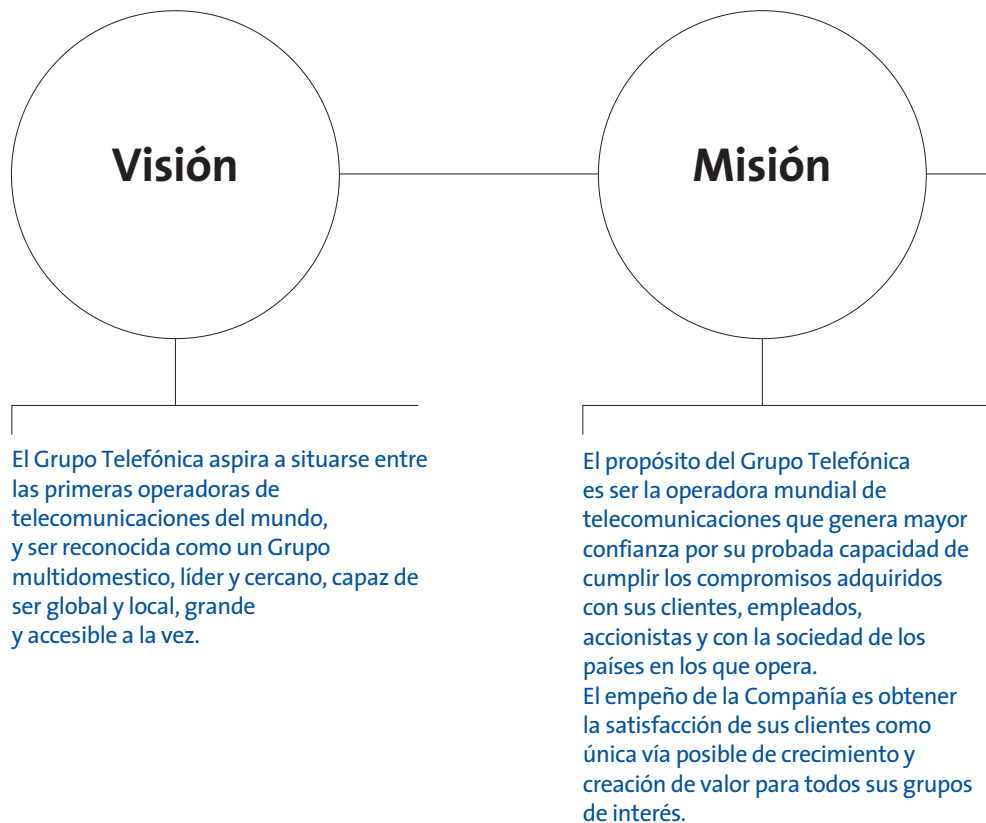 Visión
El Grupo Telefónica aspira a situarse entre
las primeras operadoras de
telecomunicaciones del mundo,
y ser reconocida como un Grupo
multidomestico, líder y cercano, capaz de
ser global y local, grande
y accesible a la vez.
Misión
El propósito del Grupo Telefónica
es ser la operadora mundial de
telecomunicaciones que genera mayor
confianza por su probada capacidad de
cumplir los compromisos adquiridos
con sus clientes, empleados,
accionistas y con la sociedad de los
países en los que opera.
El empeño de la Compañía es obtener
la satisfacción de sus clientes como
única vía posible de crecimiento y
creación de valor para todos sus grupos
de interés.